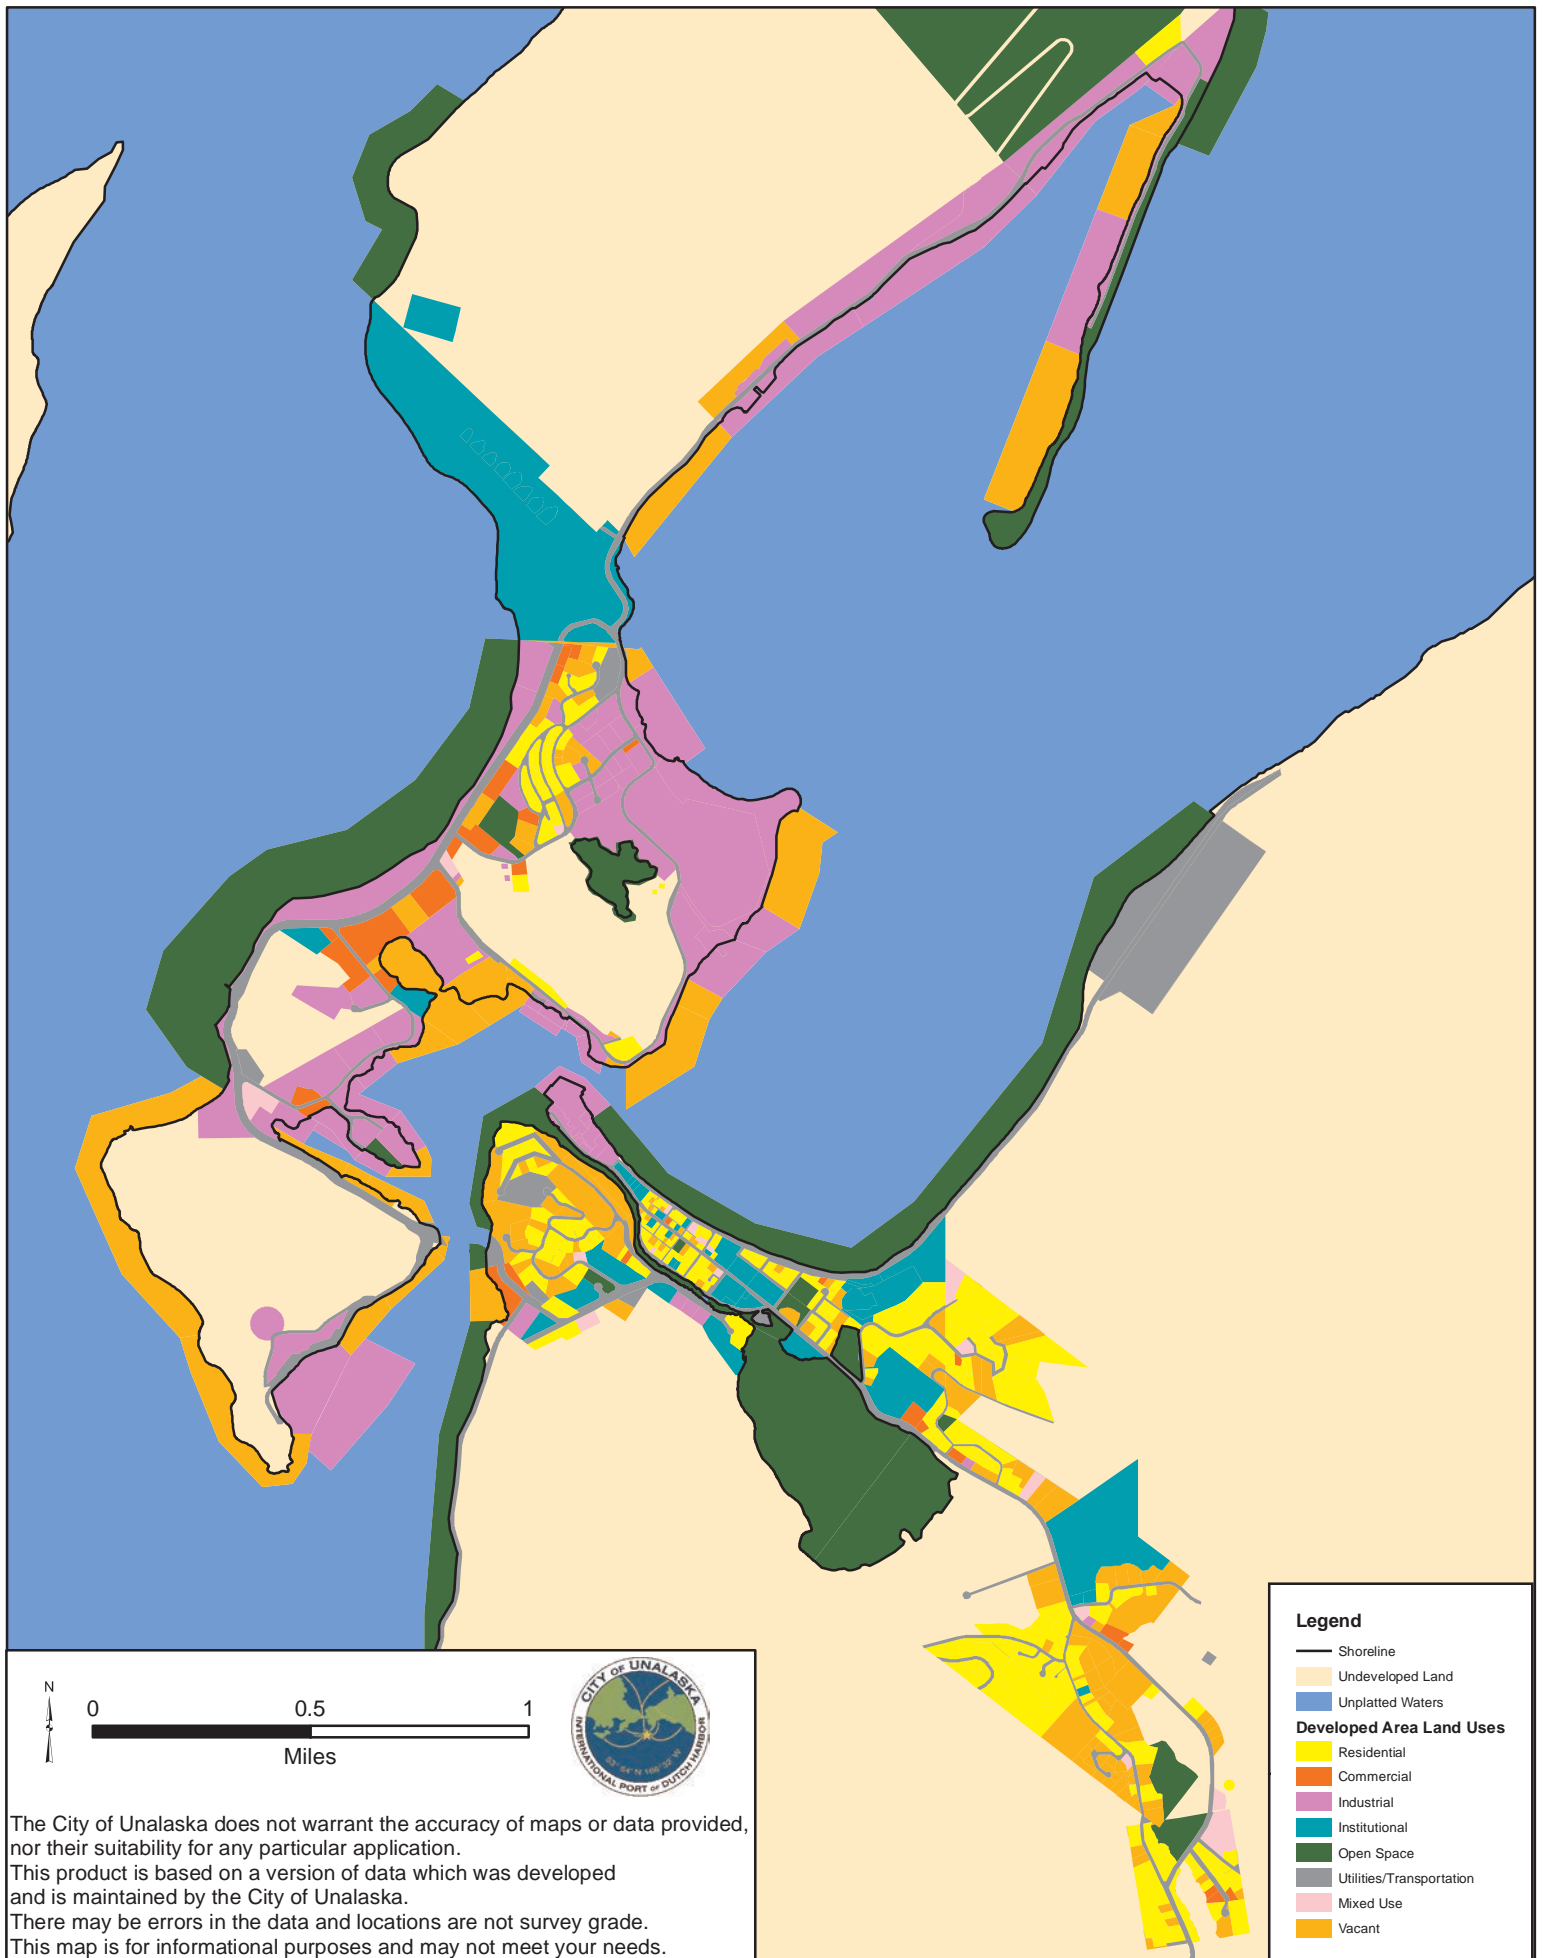 N
0 0.5 1
Miles
CITY OF UNALASKA
53° 54' N 166° 32' W
INTERNATIONAL PORT OF DUTCH HARBOR
The City of Unalaska does not warrant the accuracy of maps or data provided,
nor their suitability for any particular application.
This product is based on a version of data which was developed
and is maintained by the City of Unalaska.
There may be errors in the data and locations are not survey grade.
This map is for informational purposes and may not meet your needs.
Legend
Shoreline
Undeveloped Land
Unplatted Waters
Developed Area Land Uses
Residential
Commercial
Industrial
Institutional
Open Space
Utilities/Transportation
Mixed Use
Vacant